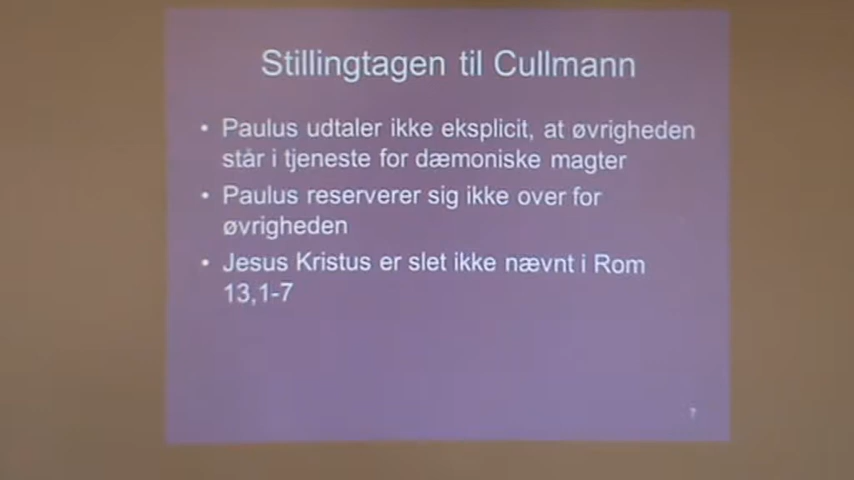 Stillingtagen til Cullmann
• Paulus udtaler ikke eksplicit, at øvrigheden
står i tjeneste for dæmoniske magter
• Paulus reserverer sig ikke over for
øvrigheden
• Jesus Kristus er slet ikke nævnt i Rom
13,1-7
7